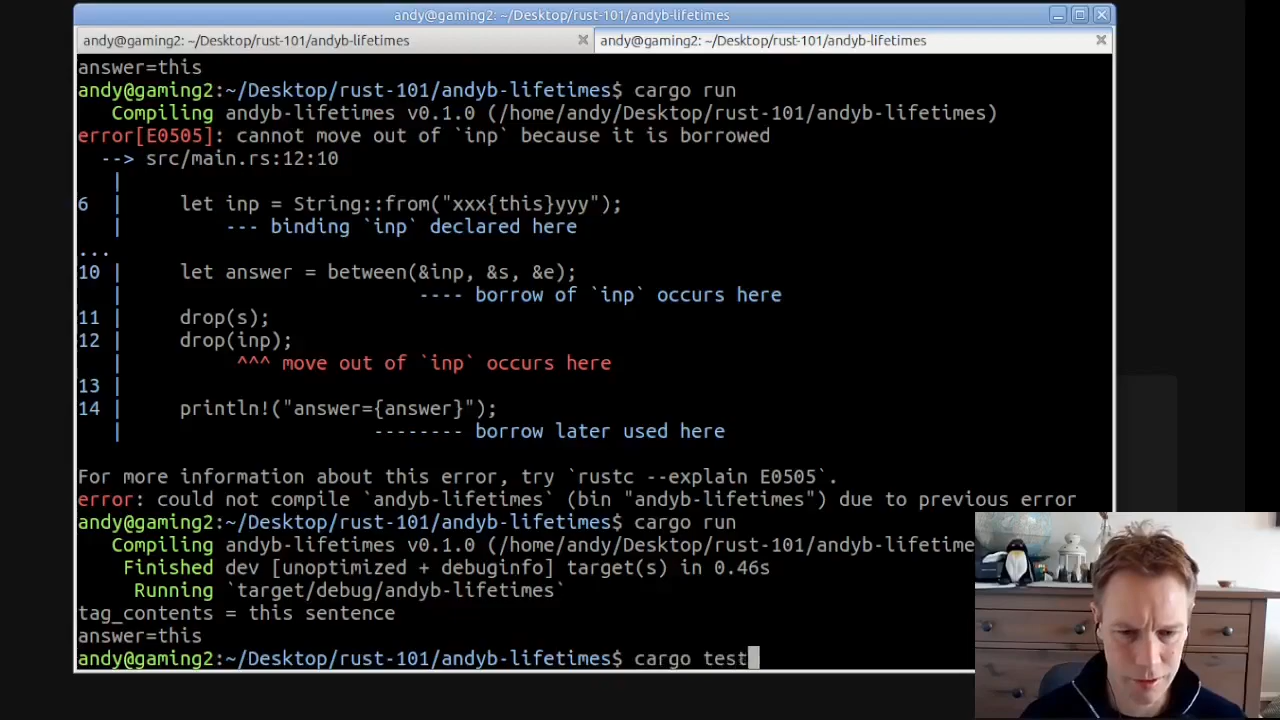 andy@gaming2: ~/Desktop/rust-101/andyb-lifetimes
andy@gaming2: ~/Desktop/rust-101/andyb-lifetimes
andy@gaming2: ~/Desktop/rust-101/andyb-lifetimes
answer=this
andy@gaming2:~/Desktop/rust-101/andyb-lifetimes$ cargo run
   Compiling andyb-lifetimes v0.1.0 (/home/andy/Desktop/rust-101/andyb-lifetimes)
error[E0505]: cannot move out of `inp` because it is borrowed
  --> src/main.rs:12:10
   |
6  |     let inp = String::from("xxx{this}yyy");
   |         --- binding `inp` declared here
...
10 |     let answer = between(&inp, &s, &e);
   |                          ---- borrow of `inp` occurs here
11 |     drop(s);
12 |     drop(inp);
   |          ^^^ move out of `inp` occurs here
13 |
14 |     println!("answer={answer}");
   |                      -------- borrow later used here
For more information about this error, try `rustc --explain E0505`.
error: could not compile `andyb-lifetimes` (bin "andyb-lifetimes") due to previous error
andy@gaming2:~/Desktop/rust-101/andyb-lifetimes$ cargo run
   Compiling andyb-lifetimes v0.1.0 (/home/andy/Desktop/rust-101/andyb-lifetime
    Finished dev [unoptimized + debuginfo] target(s) in 0.46s
     Running `target/debug/andyb-lifetimes`
tag_contents = this sentence
answer=this
andy@gaming2:~/Desktop/rust-101/andyb-lifetimes$ cargo test